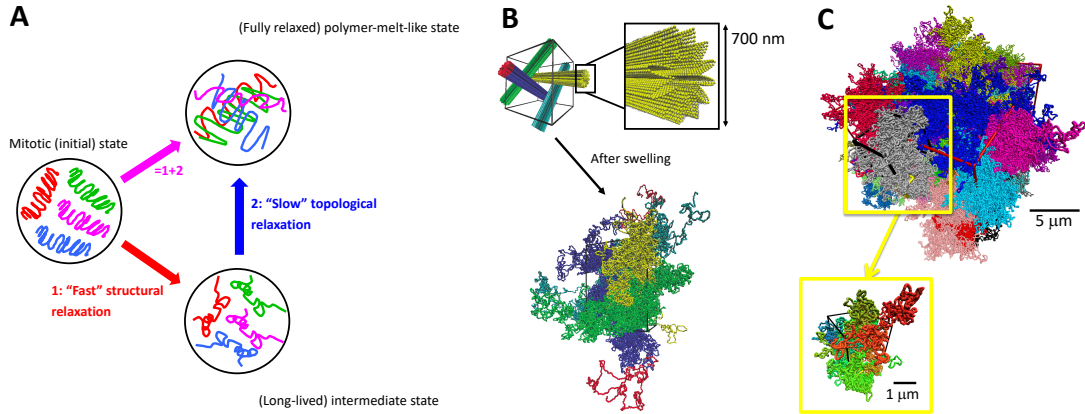 A
(Fully relaxed) polymer-melt-like state
Mitotic (initial) state
=1+2
2: “Slow” topological
relaxation
1: “Fast” structural
relaxation
(Long-lived) intermediate state
B
700 nm
After swelling
C
5 μm
1 μm